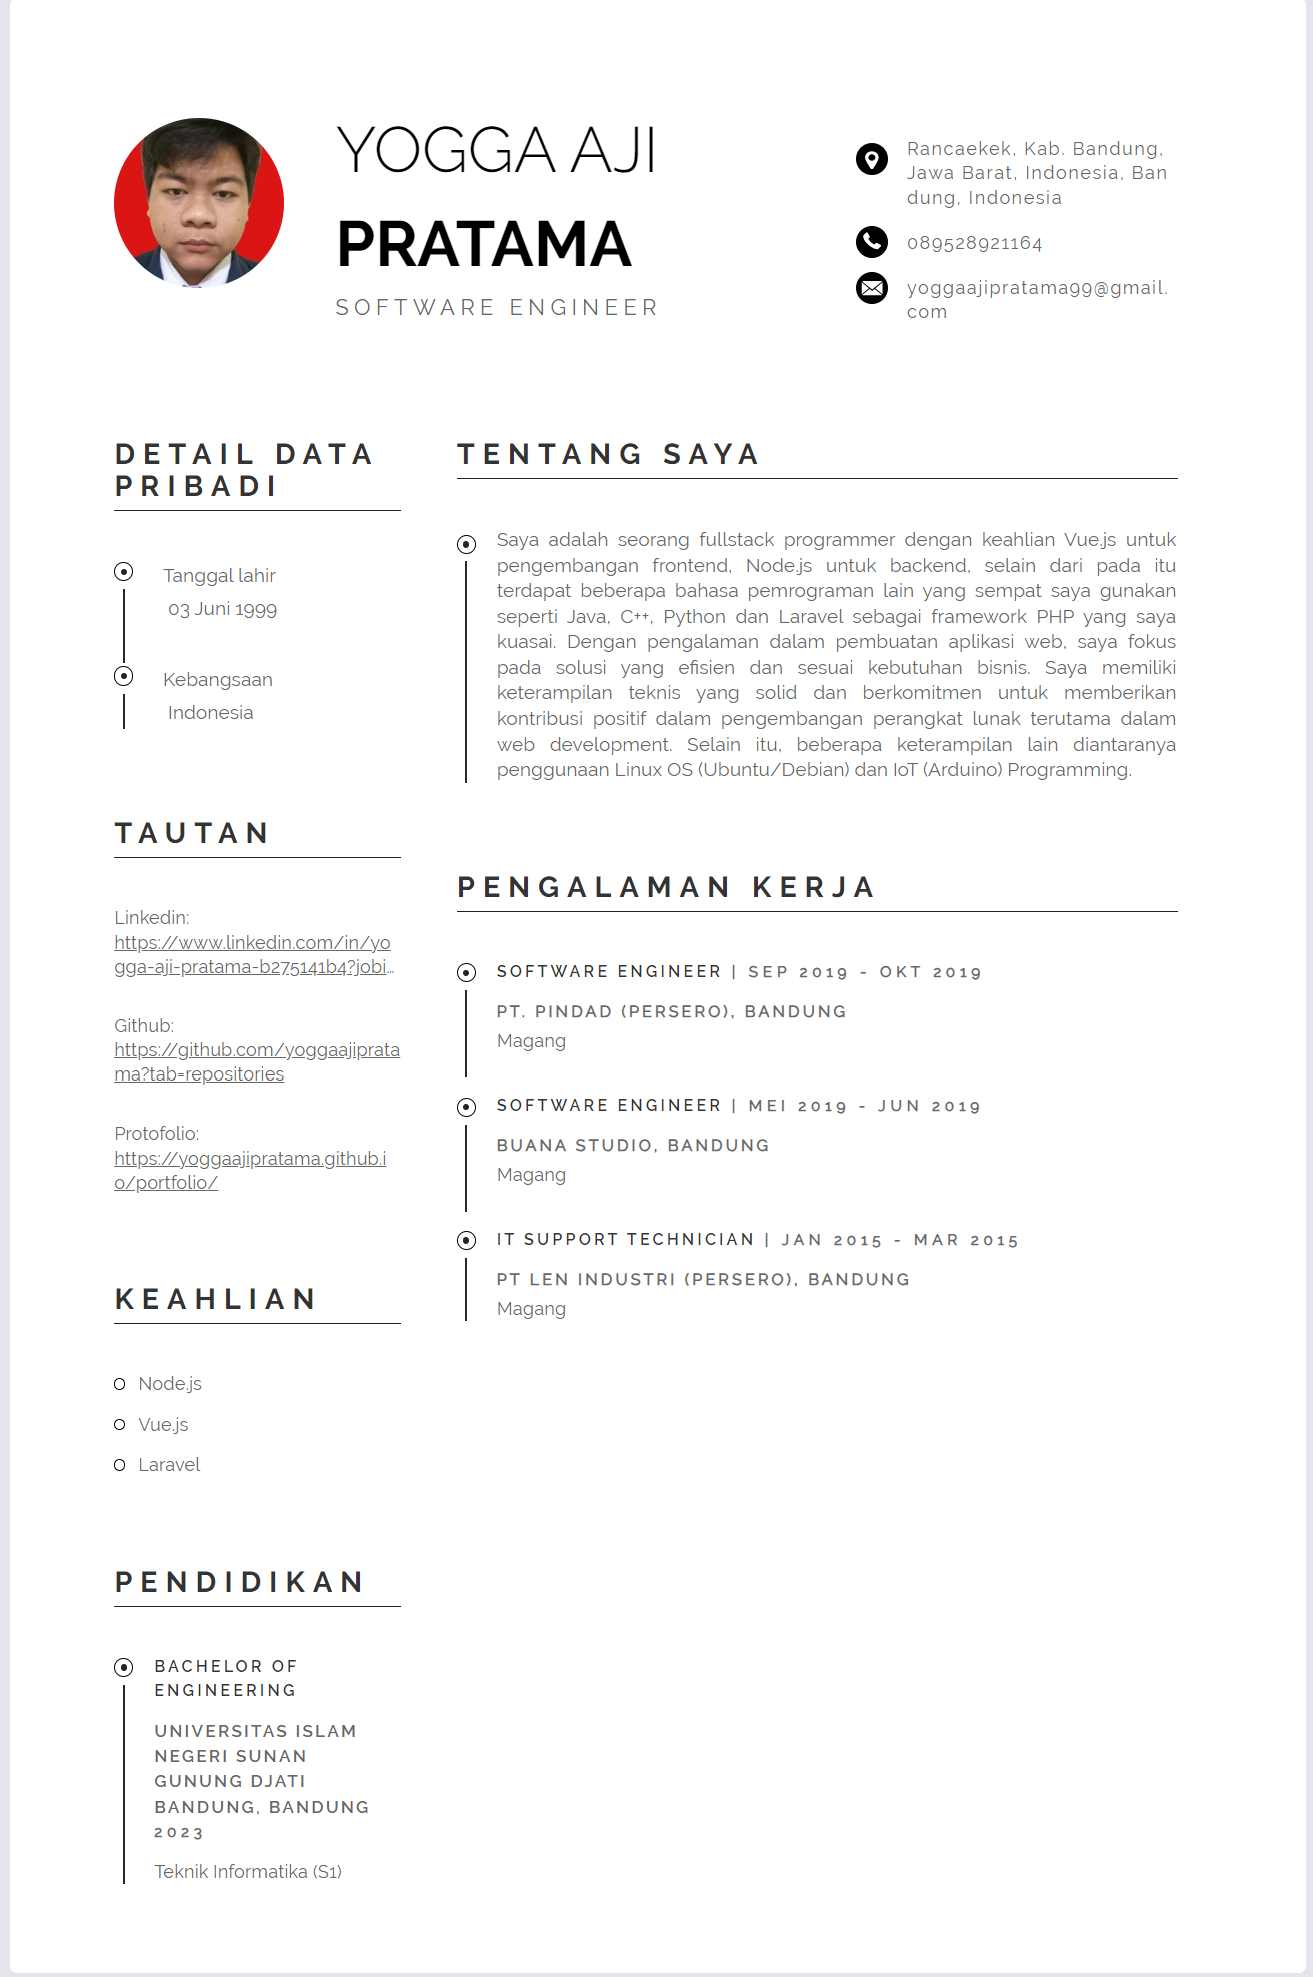 YOGGA AJI
PRATAMA
SOFTWARE ENGINEER
Rancaekek, Kab. Bandung,
Jawa Barat, Indonesia, Ban
dung, Indonesia
089528921164
yoggaajipratama99@gmail.
com
DETAIL DATA
PRIBADI
Tanggal lahir
03 Juni 1999
Kebangsaan
Indonesia
TAUTAN
Linkedin:
https://www.linkedin.com/in/yo
gga-aji-pratama-b275141b4?jobi...
Github:
https://github.com/yoggaajiprata
ma?tab=repositories
Protofolio:
https://yoggaajipratama.github.i
o/portfolio/
KEAHLIAN
Node.js
Vue.js
Laravel
PENDIDIKAN
BACHELOR OF
ENGINEERING
UNIVERSITAS ISLAM
NEGERI SUNAN
GUNUNG DJATI
BANDUNG, BANDUNG
2023
Teknik Informatika (S1)
TENTANG SAYA
Saya adalah seorang fullstack programmer dengan keahlian Vue.js untuk
pengembangan frontend, Node.js untuk backend, selain dari pada itu
terdapat beberapa bahasa pemrograman lain yang sempat saya gunakan
seperti Java, C++, Python dan Laravel sebagai framework PHP yang saya
kuasai. Dengan pengalaman dalam pembuatan aplikasi web, saya fokus
pada solusi yang efisien dan sesuai kebutuhan bisnis. Saya memiliki
keterampilan teknis yang solid dan berkomitmen untuk memberikan
kontribusi positif dalam pengembangan perangkat lunak terutama dalam
web development. Selain itu, beberapa keterampilan lain diantaranya
penggunaan Linux OS (Ubuntu/Debian) dan IoT (Arduino) Programming.
PENGALAMAN KERJA
SOFTWARE ENGINEER | SEP 2019 - OKT 2019
PT. PINDAD (PERSERO), BANDUNG
Magang
SOFTWARE ENGINEER | MEI 2019 - JUN 2019
BUANA STUDIO, BANDUNG
Magang
IT SUPPORT TECHNICIAN | JAN 2015 - MAR 2015
PT LEN INDUSTRI (PERSERO), BANDUNG
Magang